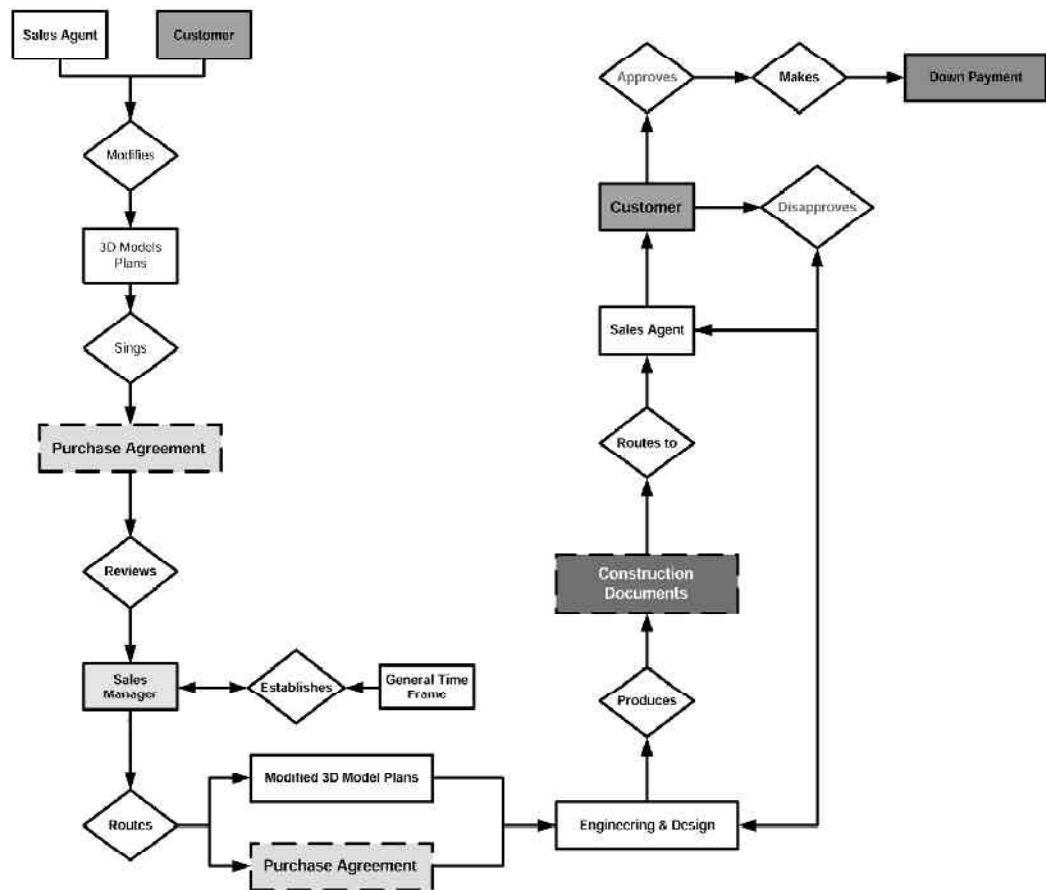 Sales Agent
Customer
Modifies
3D Models
Plans
Sings
Purchase Agreement
Reviews
Sales
Manager
Establishes
General Time
Frame
Routes
Modified 3D Model Plans
Purchase Agreement
Engineering & Design
Produces
Construction
Documents
Routes to
Sales Agent
Customer
Disapproves
Approves
Makes
Down Payment